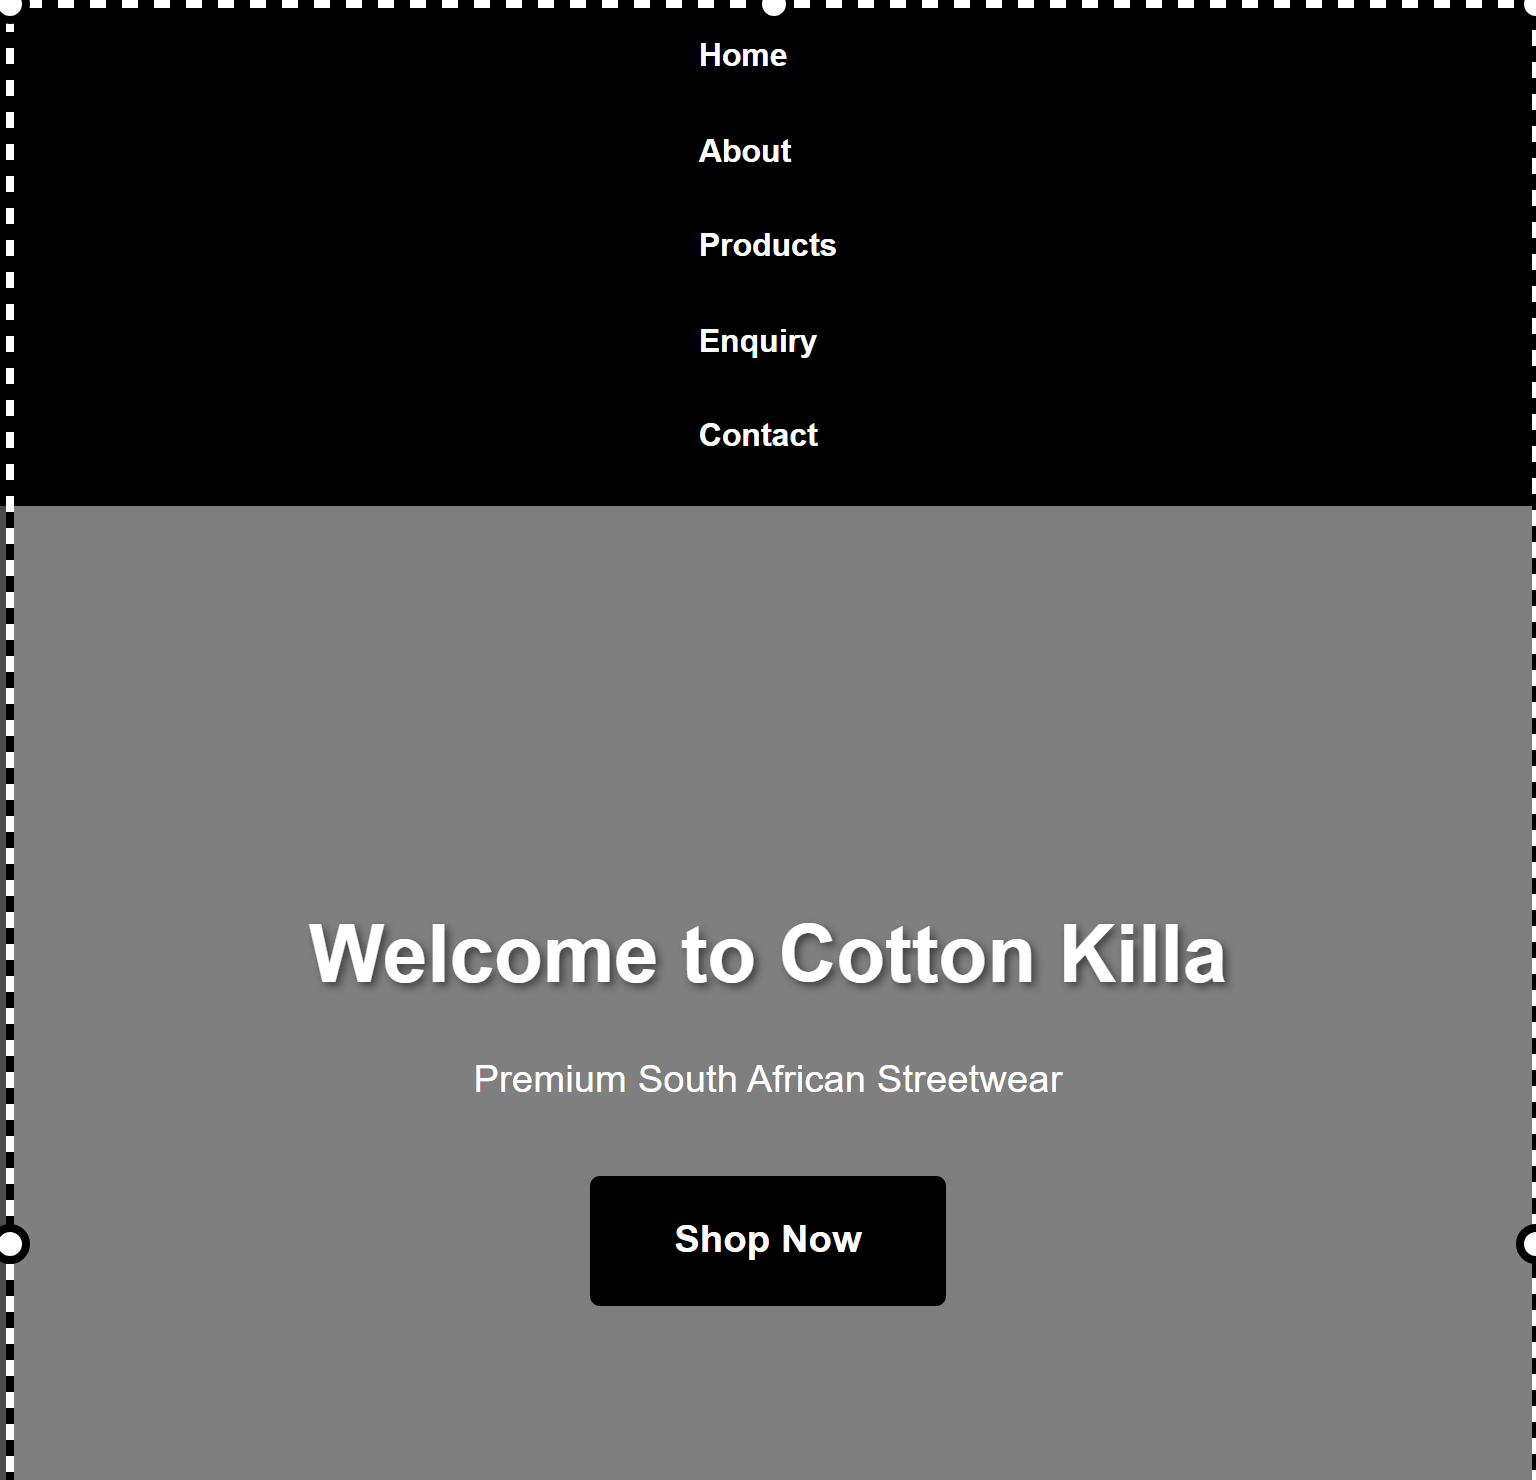 Home
About
Products
Enquiry
Contact
Welcome to Cotton Killa
Premium South African Streetwear
Shop Now